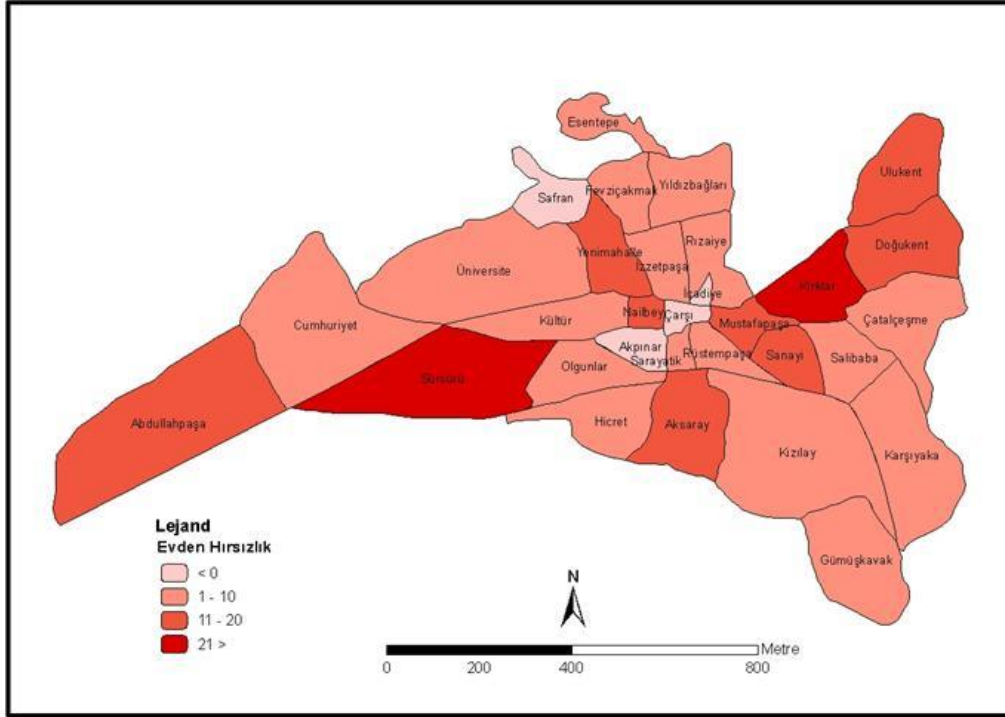 Esentepe
Ulukent
Safran
Fevziçakmak
Yıldızbağları
Doğukent
Yenimahalle
Rızaiye
İzzetpaşa
Üniversite
Kırklar
İcadiye
Cumhuriyet
Kültür
Nailbey
Çarşı
Mustafapaşa
Çatalçeşme
Akpınar
Sarayatik
Rüstempaşa
Sanayi
Salibaba
Olgunlar
Sürsürü
Abdullahpaşa
Hicret
Aksaray
Kızılay
Karşıyaka
Gümüşkavak
Lejand
Evden Hırsızlık
< 0
1 - 10
11 - 20
21 >
N
Metre
0 200 400 800